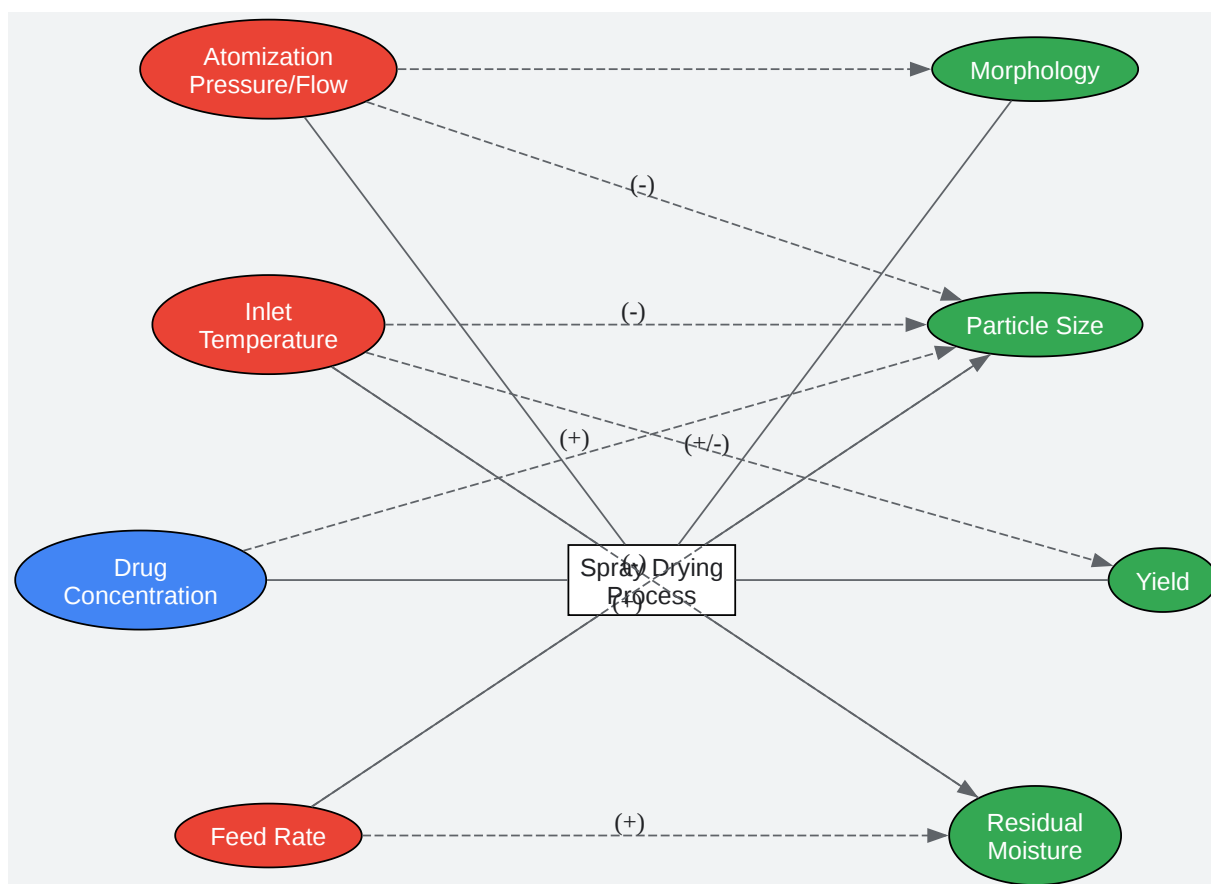 Atomization
Pressure/Flow
Morphology
(-)
Inlet
Temperature
(-)
Particle Size
(+)
(+/-)
Drug
Concentration
(-)
Spray Drying
Process
(+)
Yield
Feed Rate
(+)
Residual
Moisture